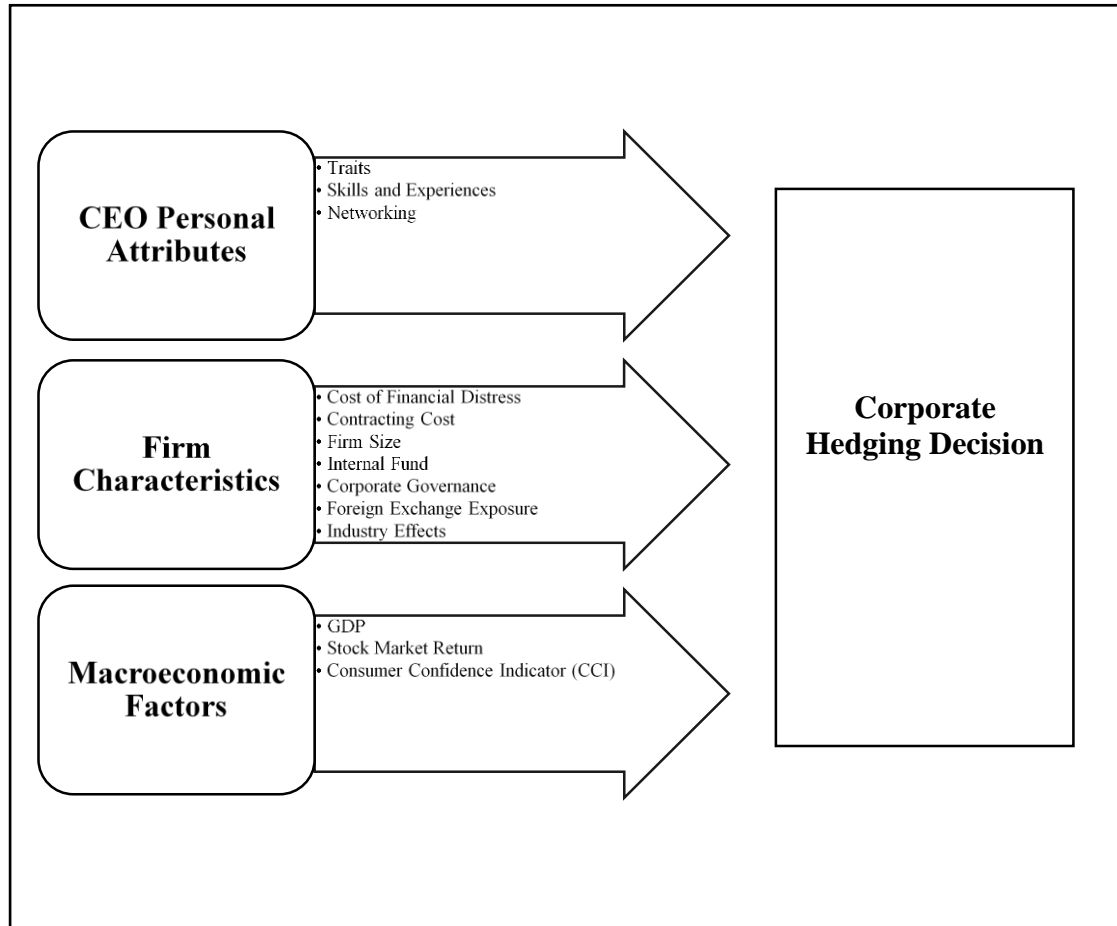 CEO Personal
Attributes
• Traits
• Skills and Experiences
• Networking
Firm
Characteristics
• Cost of Financial Distress
• Contracting Cost
• Firm Size
• Internal Fund
• Corporate Governance
• Foreign Exchange Exposure
• Industry Effects
Macroeconomic
Factors
• GDP
• Stock Market Return
• Consumer Confidence Indicator (CCI)
Corporate
Hedging Decision